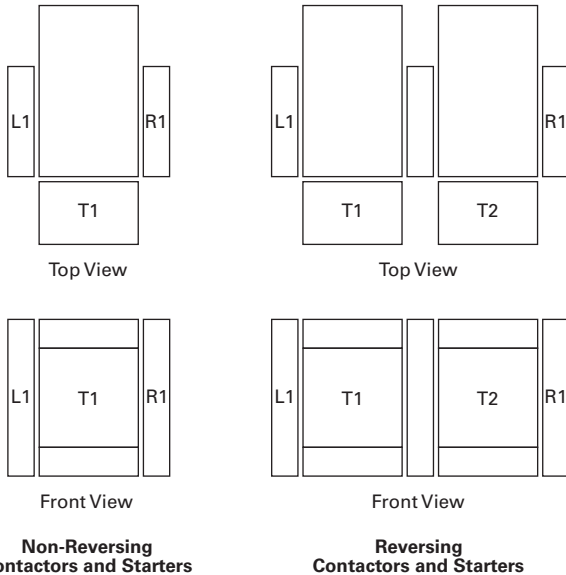 L1
R1
T1
Top View
L1
R1
T1
T2
Top View
L1
T1
R1
Front View
L1
T1
T2
R1
Front View
Non-Reversing
ontactors and Starters
Reversing
Contactors and Starters